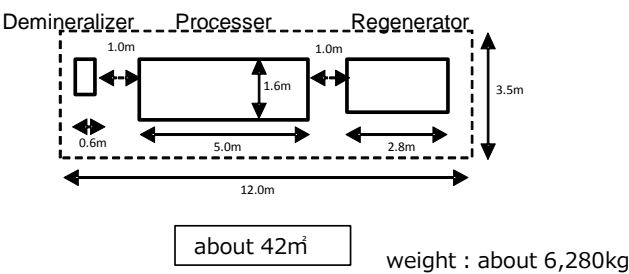 Demineralizer Processer Regenerator
1.0m 1.0m
1.6m 3.5m
0.6m 5.0m 2.8m
12.0m
about 42㎡
weight : about 6,280kg